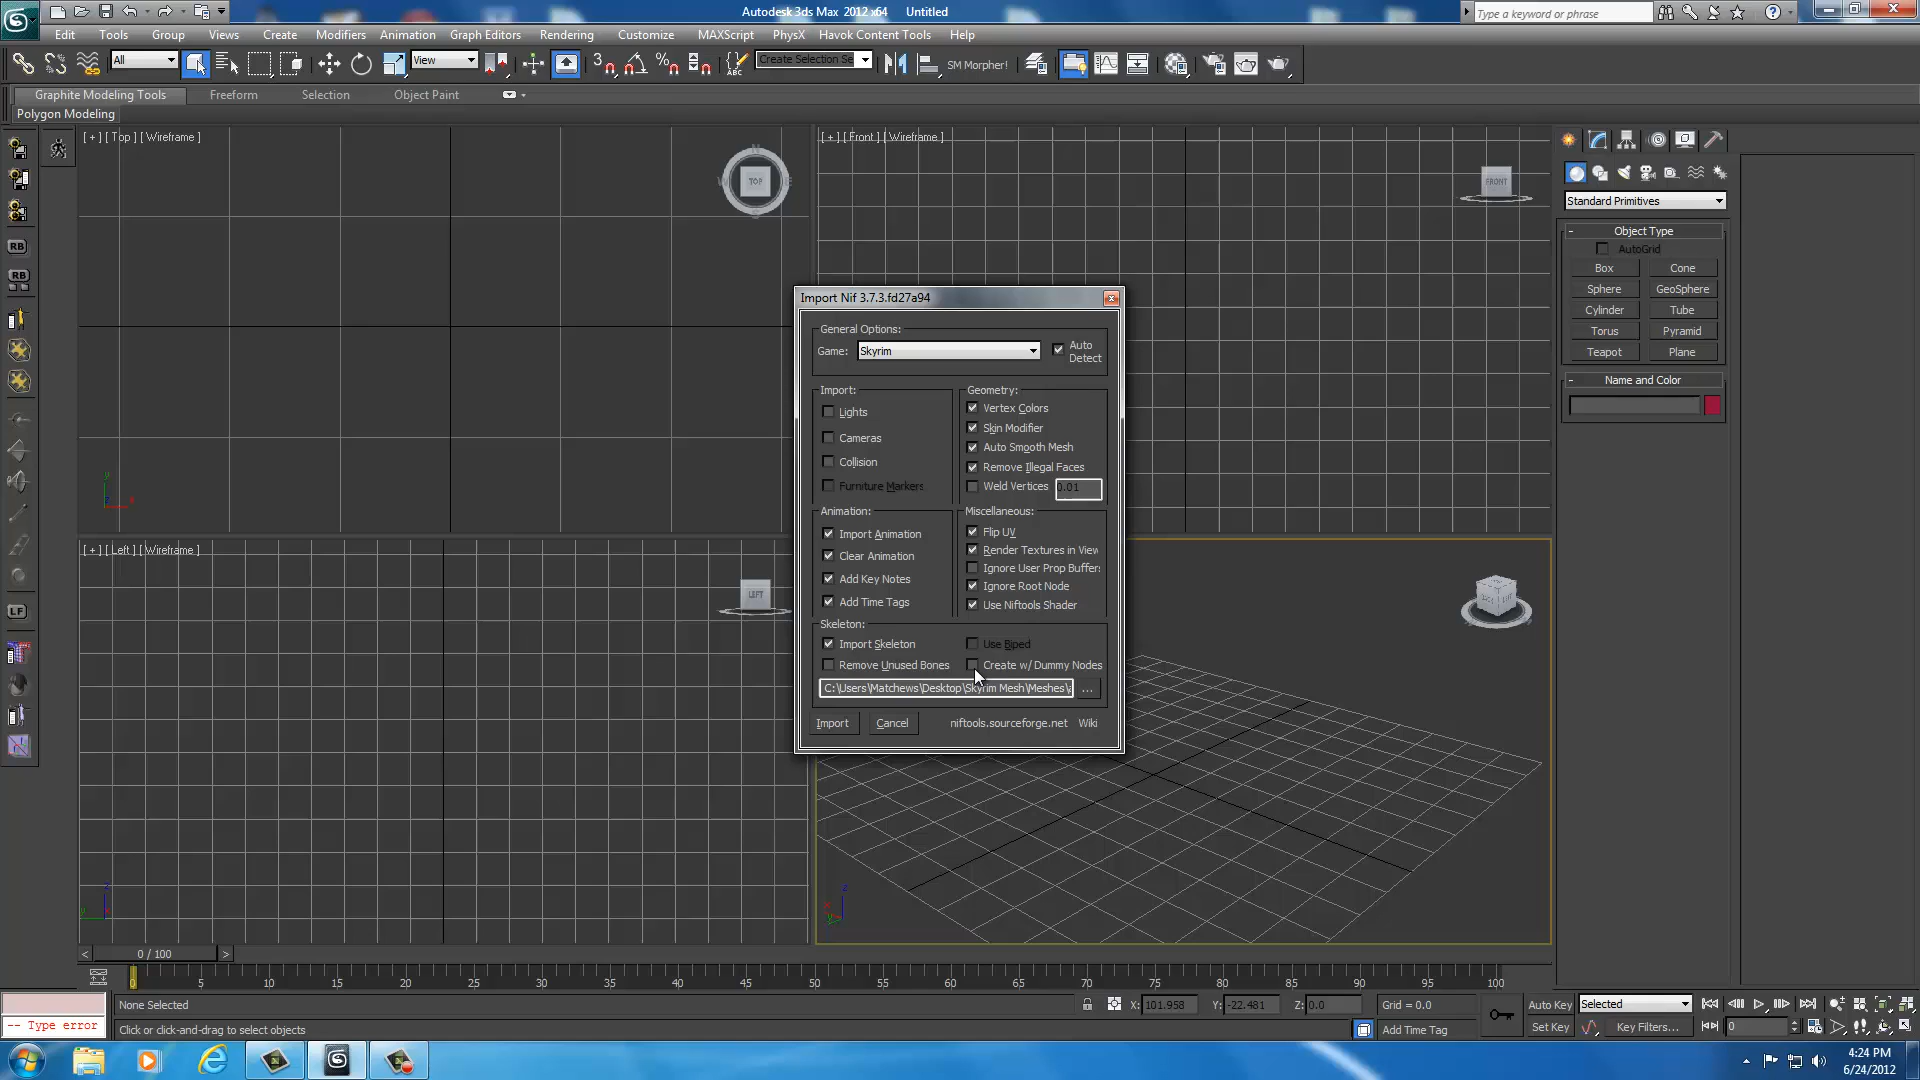 Autodesk 3ds Max 2012 x64 Untitled
Type a keyword or phrase
Edit Tools Group Views Create Modifiers Animation Graph Editors Rendering Customize MAXScript PhysX Havok Content Tools Help
All View Create Selection Se SM Morpher!
Graphite Modeling Tools Freeform Selection Object Paint
Polygon Modeling
[ + ] [ Top ] [ Wireframe ]
[ + ] [ Front ] [ Wireframe ]
TOP
FRONT
Standard Primitives
Object Type
AutoGrid
Box Cone
Sphere GeoSphere
Cylinder Tube
Torus Pyramid
Teapot Plane
Name and Color
RB
RB
LF
Import Nif 3.7.3.fd27a94
General Options:
Game: Skyrim
Auto Detect
Import:
Lights
Cameras
Collision
Furniture Markers
Geometry:
Vertex Colors
Skin Modifier
Auto Smooth Mesh
Remove Illegal Faces
Weld Vertices 0.01
Animation:
Import Animation
Clear Animation
Add Key Notes
Add Time Tags
Miscellaneous:
Flip UV
Render Textures in View
Ignore User Prop Buffer
Ignore Root Node
Use Niftools Shader
Skeleton:
Import Skeleton Use Biped
Remove Unused Bones Create w/ Dummy Nodes
C:\Users\Matchews\Desktop\Skyrim Mesh\Meshes\
...
Import Cancel niftools.sourceforge.net Wiki
[ + ] [ Left ] [ Wireframe ]
LEFT
< 0 / 100 >
0 5 10 15 20 25 30 35 40 45 50 55 60 65 70 75 80 85 90 95 100
None Selected X: 101.958 Y: -22.481 Z: 0.0 Grid = 0.0 Auto Key Selected
-- Type error Click or click-and-drag to select objects Add Time Tag Set Key Key Filters... 0
4:24 PM
6/24/2012